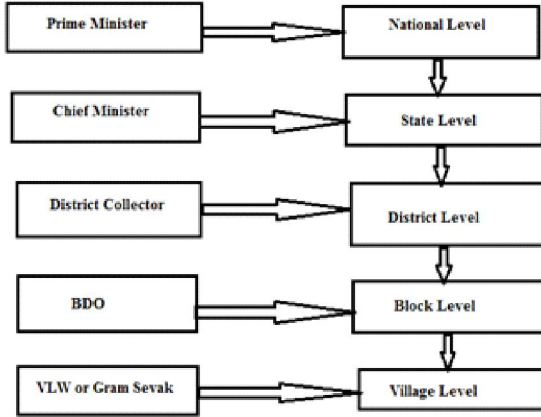 Prime Minister
National Level
Chief Minister
State Level
District Collector
District Level
BDO
Block Level
VLW or Gram Sevak
Village Level